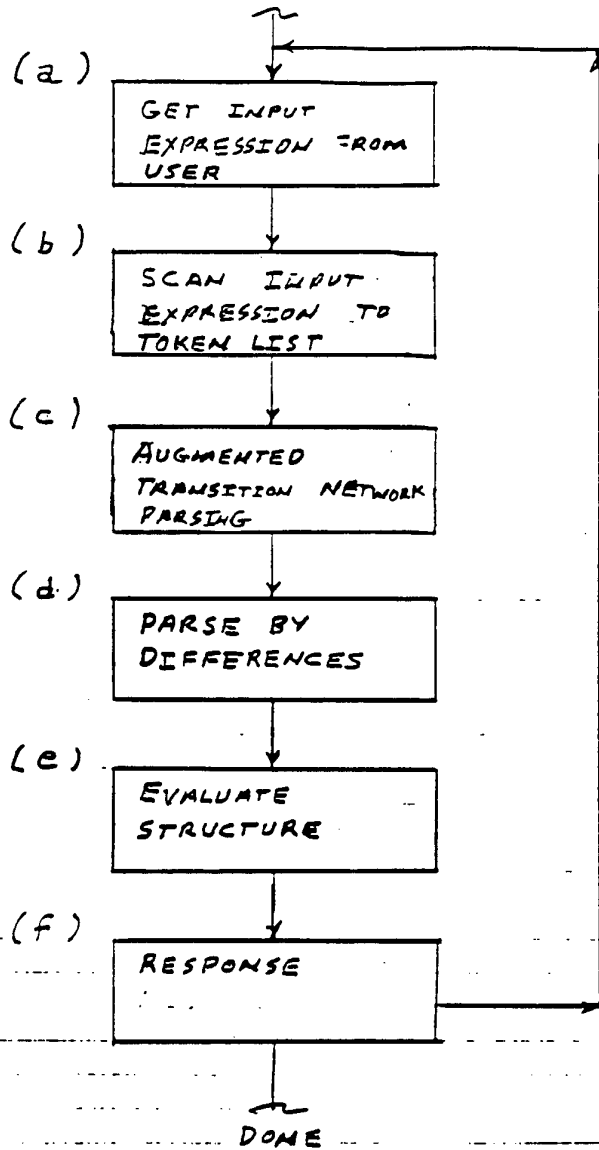 (a)
GET INPUT
EXPRESSION FROM
USER
(b)
SCAN INPUT
EXPRESSION TO
TOKEN LIST
(c)
AUGMENTED
TRANSITION NETWORK
PARSING
(d)
PARSE BY
DIFFERENCES
(e)
EVALUATE
STRUCTURE
(f)
RESPONSE
DONE